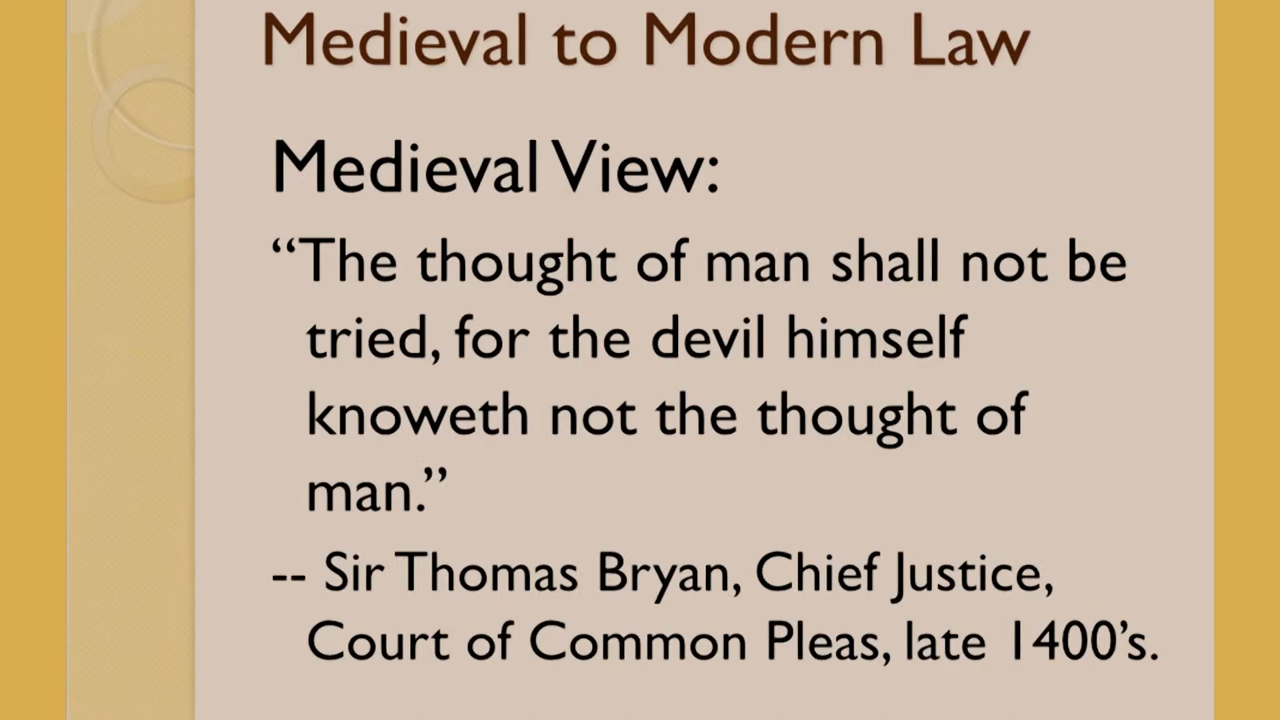 Medieval to Modern Law
Medieval View:
“The thought of man shall not be
tried, for the devil himself
knoweth not the thought of
man.”
-- Sir Thomas Bryan, Chief Justice,
Court of Common Pleas, late 1400’s.